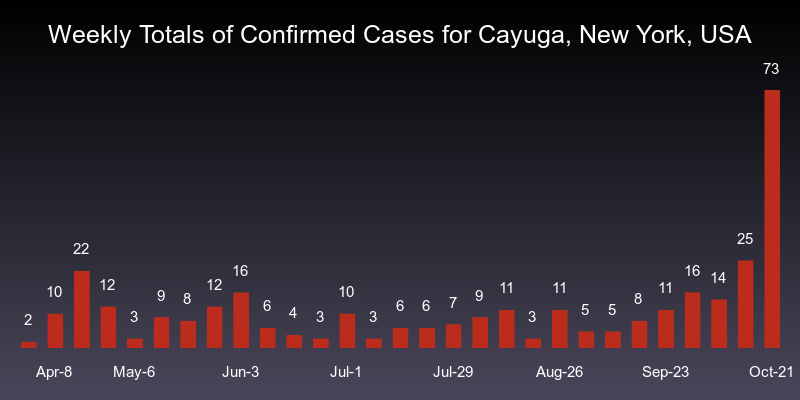 Weekly Totals of Confirmed Cases for Cayuga, New York, USA
2 10 22 12 3 9 8 12 16 6 4 3 10 3 6 6 7 9 11 3 11 5 5 8 11 16 14 25 73
Apr-8 May-6 Jun-3 Jul-1 Jul-29 Aug-26 Sep-23 Oct-21